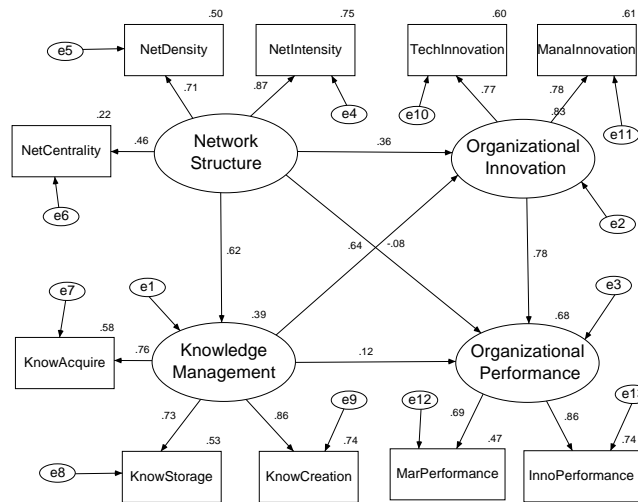 .50
.75
.60
.61
e5
NetDensity
NetIntensity
TechInnovation
ManaInnovation
.71
.87
e4
e10
.77
.78
.83
e11
.22
NetCentrality
.46
Network
Structure
.36
Organizational
Innovation
e6
e2
.62
.64
-.08
.78
e7
e1
e3
.58
.39
.68
KnowAcquire
.76
Knowledge
Management
.12
Organizational
Performance
.73
.86
e9
e12
.69
.86
e13
.53
.74
.47
.74
e8
KnowStorage
KnowCreation
MarPerformance
InnoPerformance